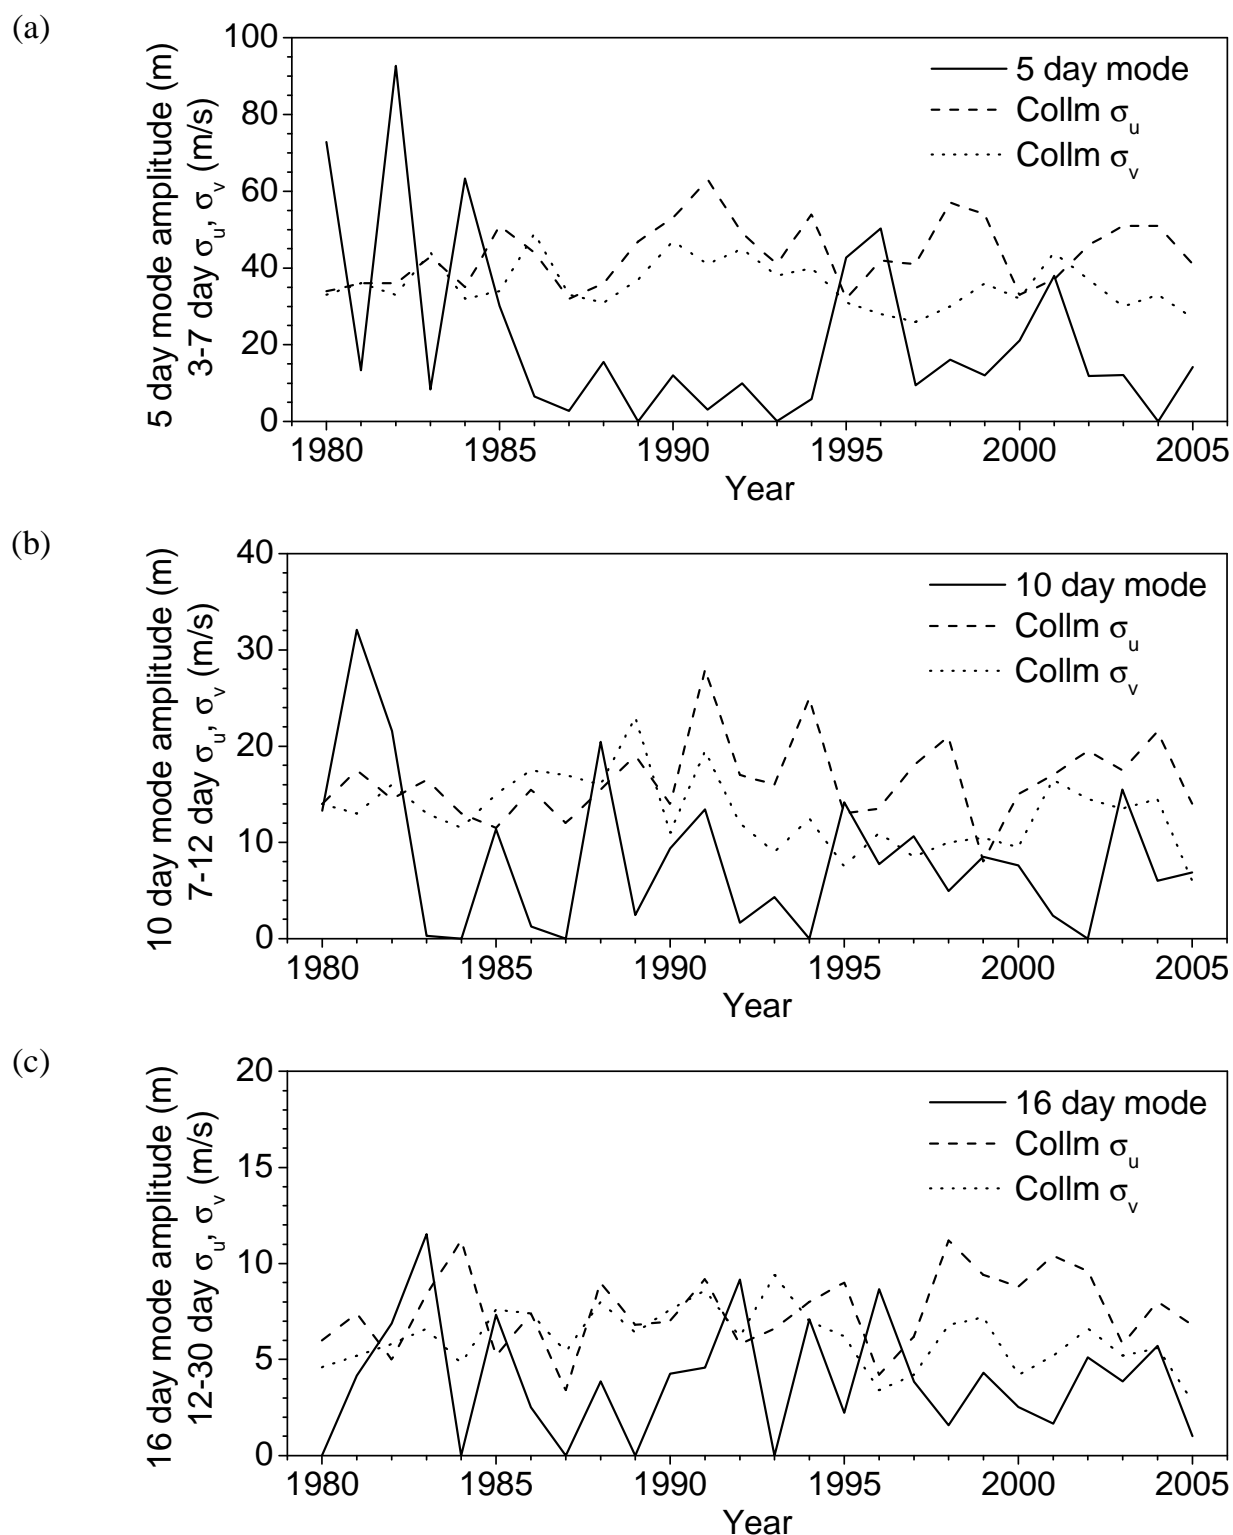 (a)
5 day mode amplitude (m)
3-7 day σu, σv (m/s)
100
80
60
40
20
0
5 day mode
Collm σu
Collm σv
1980 1985 1990 1995 2000 2005
Year
(b)
10 day mode amplitude (m)
7-12 day σu, σv (m/s)
40
30
20
10
0
10 day mode
Collm σu
Collm σv
1980 1985 1990 1995 2000 2005
Year
(c)
16 day mode amplitude (m)
12-30 day σu, σv (m/s)
20
15
10
5
0
16 day mode
Collm σu
Collm σv
1980 1985 1990 1995 2000 2005
Year